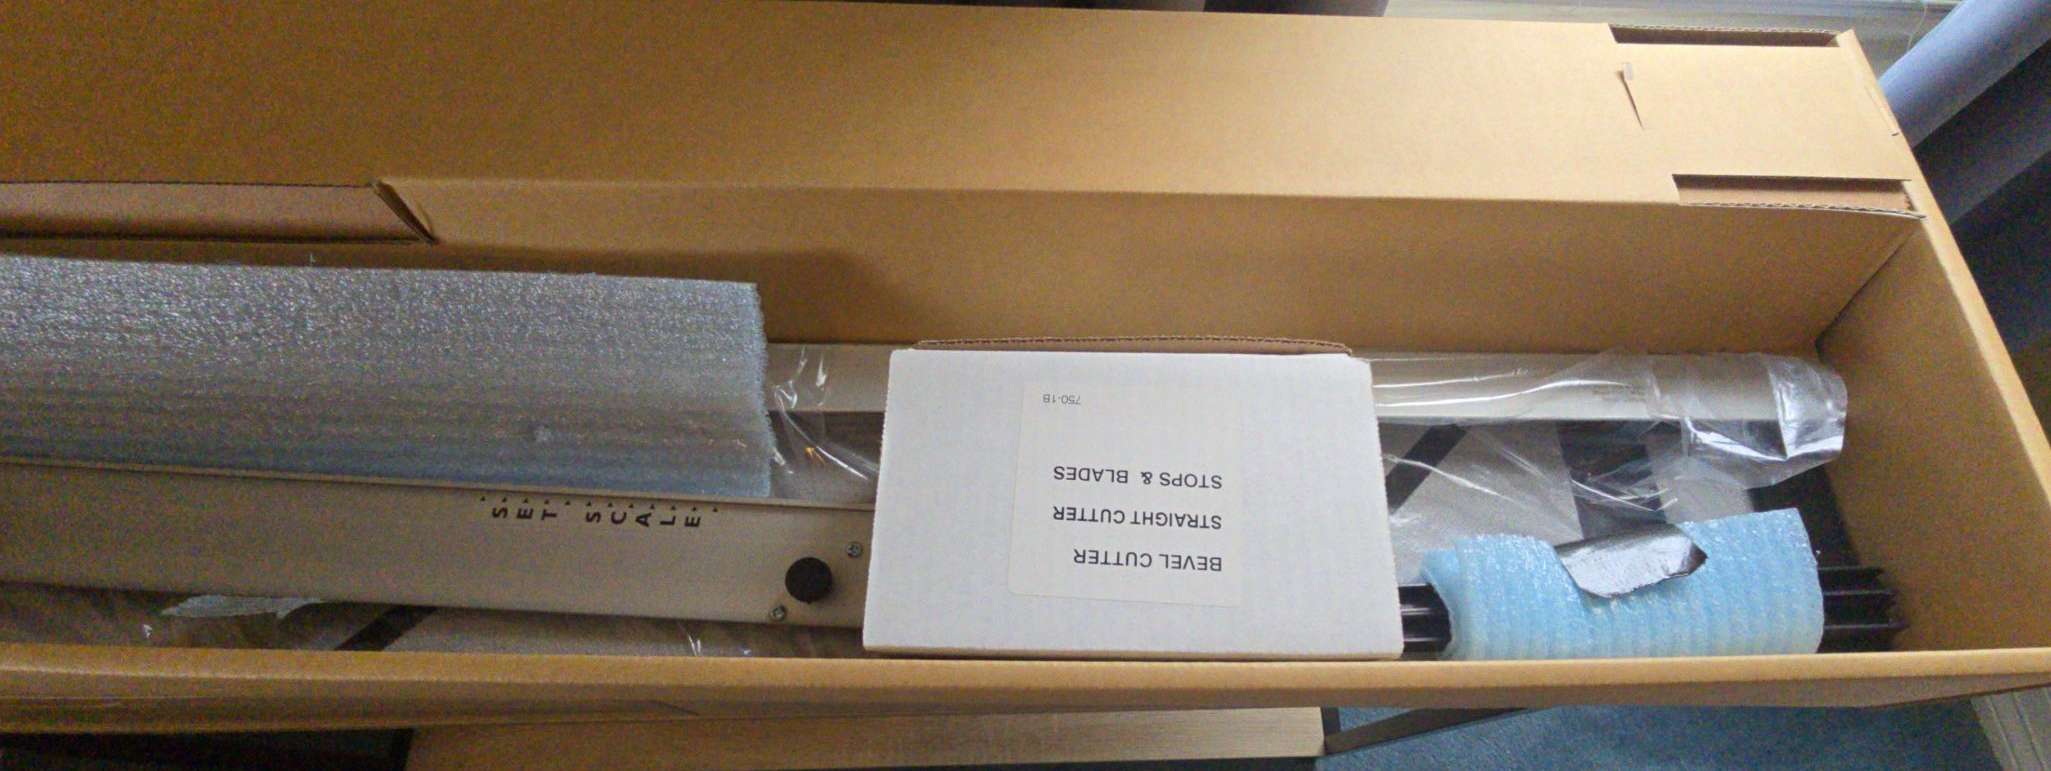 BEVEL CUTTER
STRAIGHT CUTTER
STOPS & BLADES
750-1B
SET SCALE